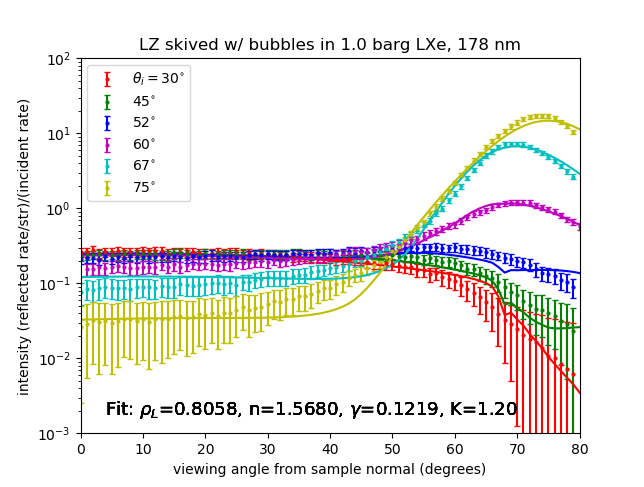 LZ skived w/ bubbles in 1.0 barg LXe, 178 nm
intensity (reflected rate/str)/(incident rate)
10²
10¹
10⁰
10⁻¹
10⁻²
10⁻³
θᵢ = 30°
45°
52°
60°
67°
75°
Fit: ρ_L=0.8058, n=1.5680, γ=0.1219, K=1.20
0 10 20 30 40 50 60 70 80
viewing angle from sample normal (degrees)